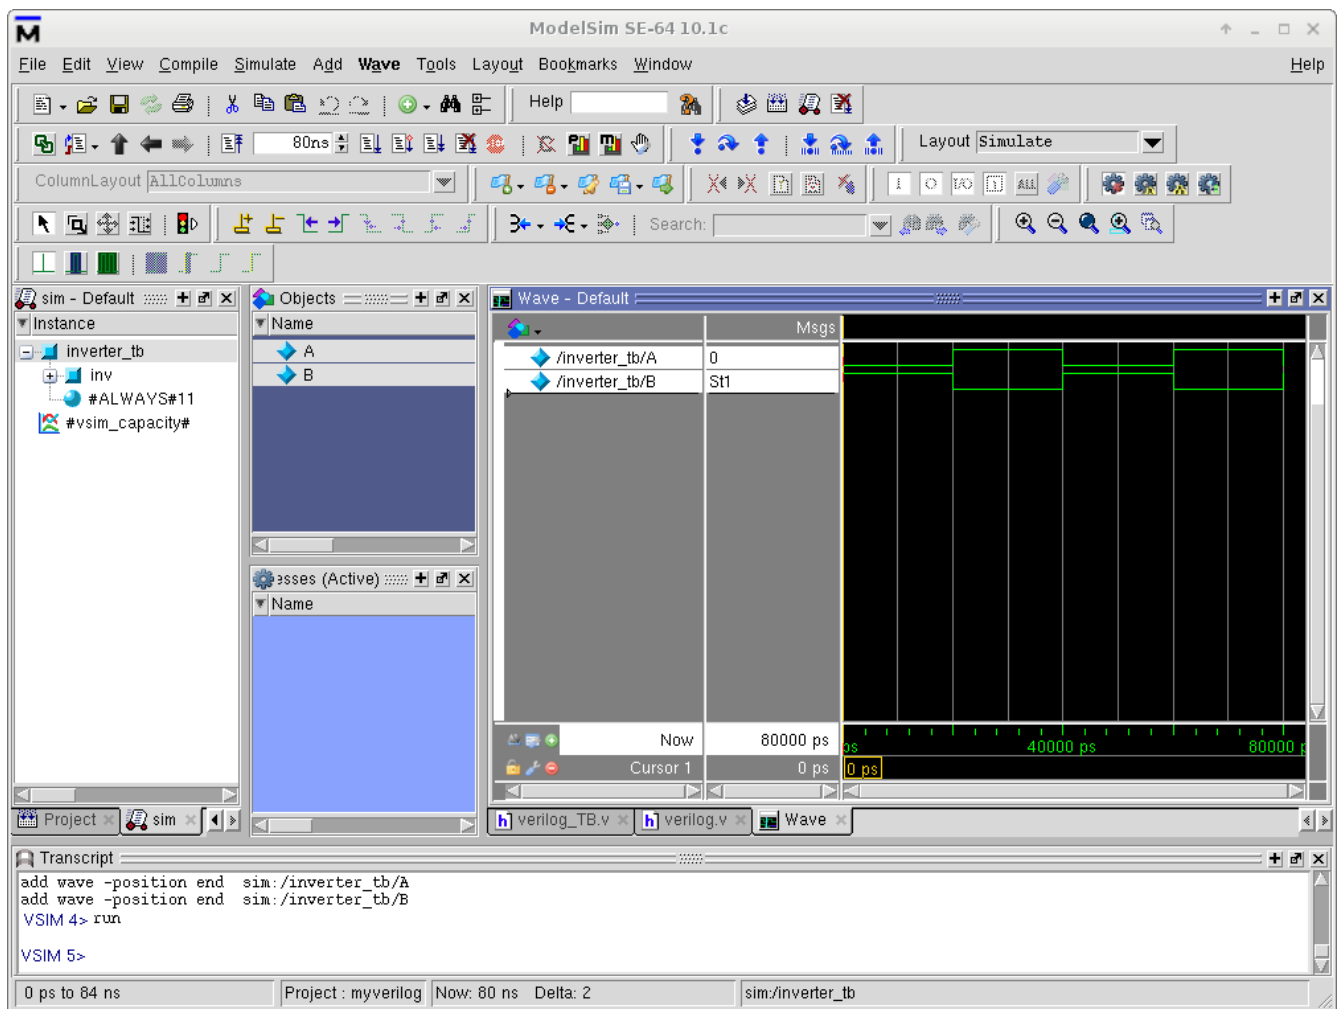 ModelSim SE-64 10.1c
File Edit View Compile Simulate Add Wave Tools Layout Bookmarks Window Help
Help
80ns
Layout Simulate
ColumnLayout AllColumns
Search:
sim - Default
Instance
inverter_tb
inv
#ALWAYS#11
#vsim_capacity#
Project
sim
Objects
Name
A
B
esses (Active)
Name
Wave - Default
Msgs
/inverter_tb/A 0
/inverter_tb/B St1
Now 80000 ps
ps 40000 ps 80000 p
Cursor 1 0 ps 0 ps
verilog_TB.v verilog.v Wave
Transcript
add wave -position end sim:/inverter_tb/A
add wave -position end sim:/inverter_tb/B
VSIM 4> run
VSIM 5>
0 ps to 84 ns Project : myverilog Now: 80 ns Delta: 2 sim:/inverter_tb